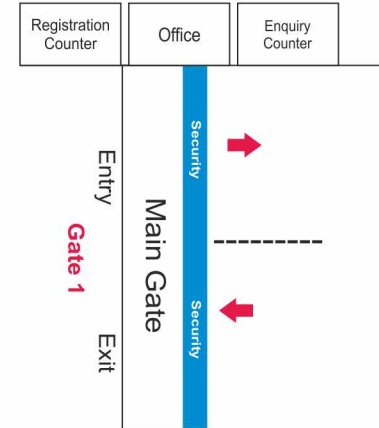 Registration
Counter
Office
Enquiry
Counter
Security
Entry
Main Gate
Gate 1
Security
Exit